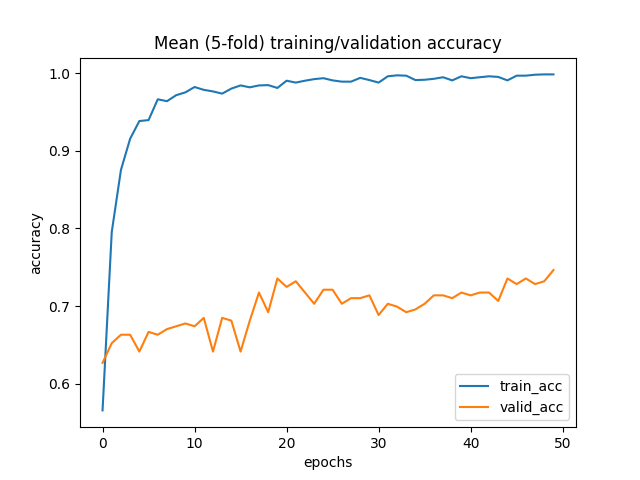 Mean (5-fold) training/validation accuracy
1.0
0.9
0.8
0.7
0.6
accuracy
train_acc
valid_acc
0 10 20 30 40 50
epochs